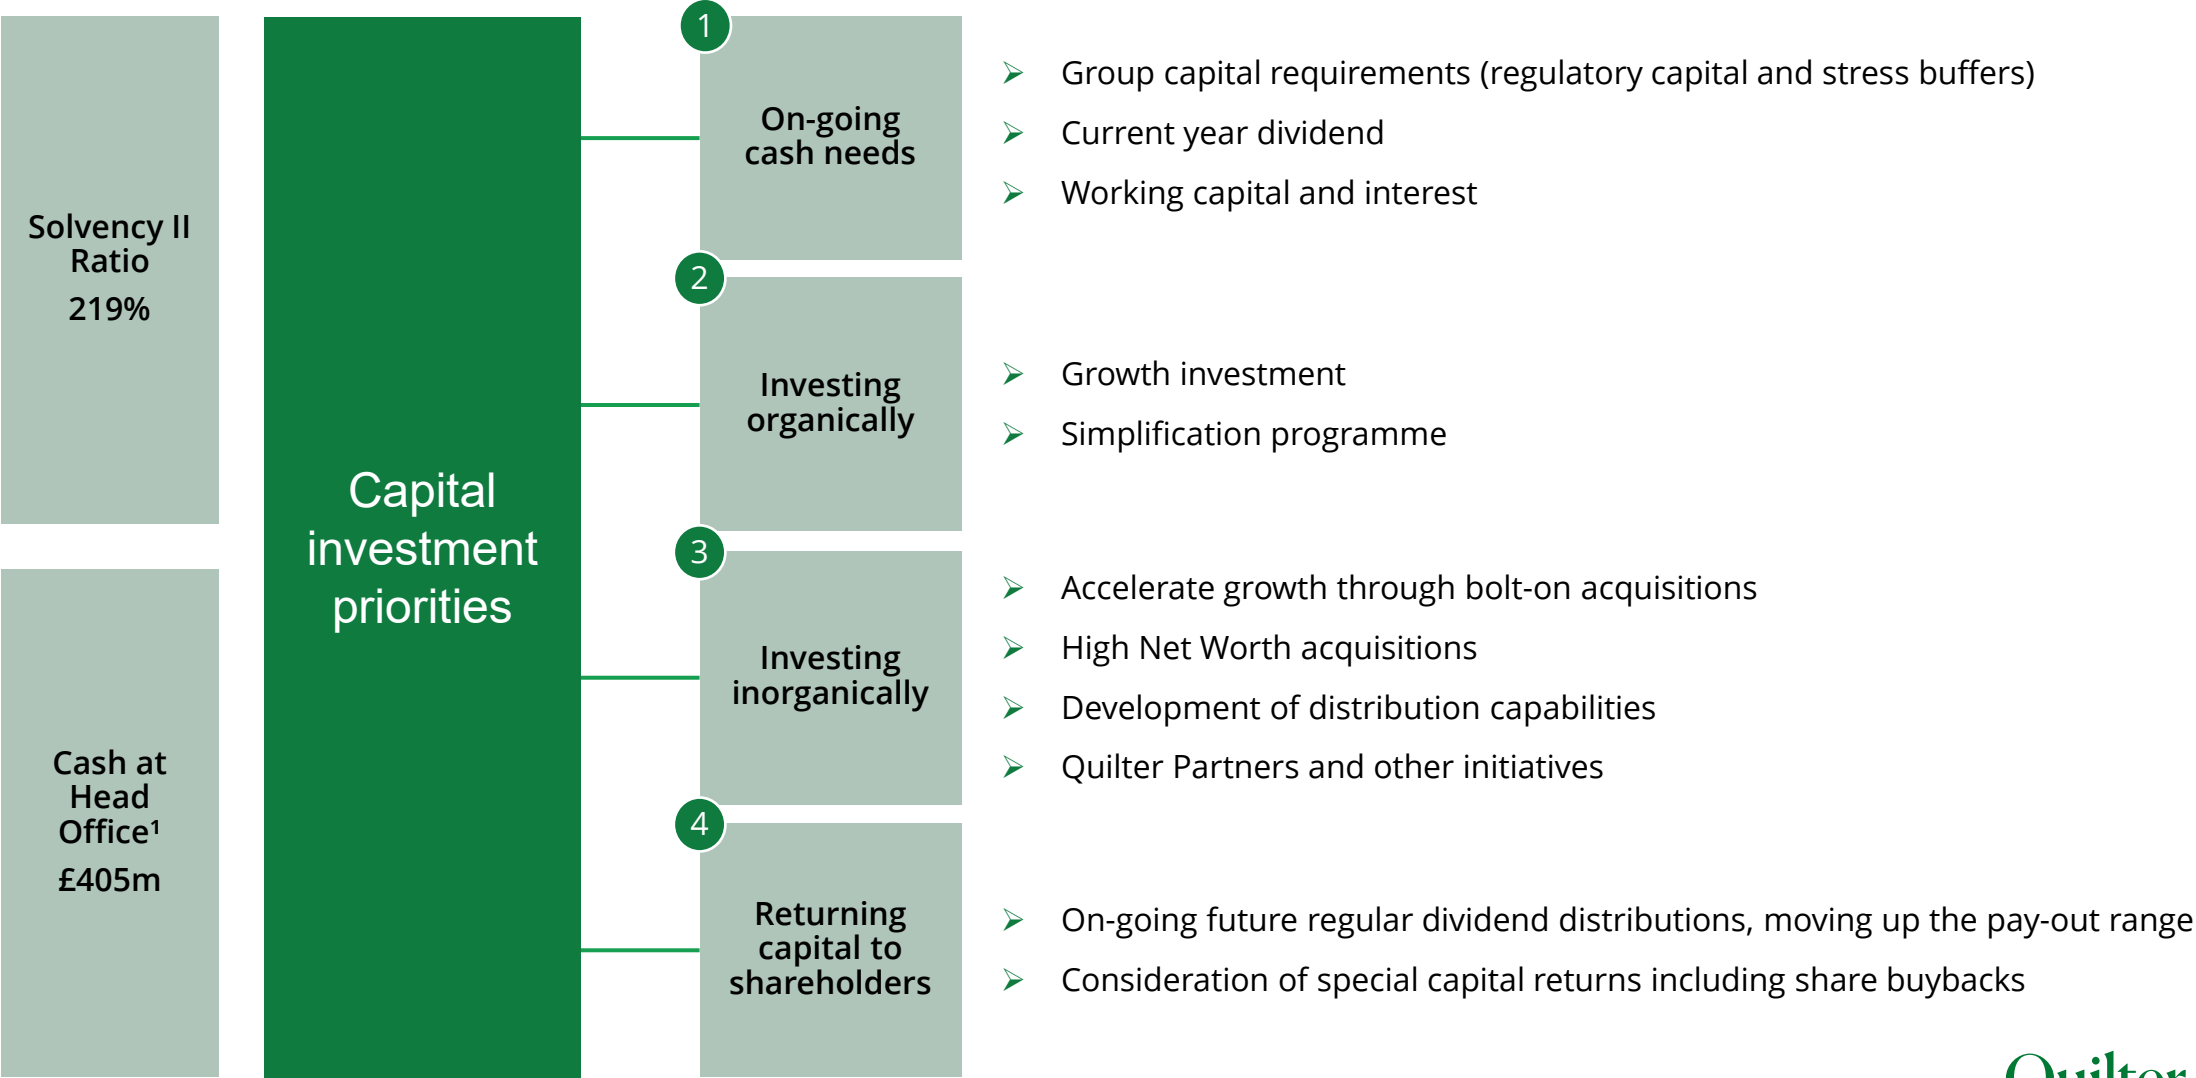 Solvency II
Ratio
219%
Cash at
Head
Office¹
£405m
Capital
investment
priorities
1
On-going
cash needs
Group capital requirements (regulatory capital and stress buffers)
Current year dividend
Working capital and interest
2
Investing
organically
Growth investment
Simplification programme
3
Investing
inorganically
Accelerate growth through bolt-on acquisitions
High Net Worth acquisitions
Development of distribution capabilities
Quilter Partners and other initiatives
4
Returning
capital to
shareholders
On-going future regular dividend distributions, moving up the pay-out range
Consideration of special capital returns including share buybacks
Quilter